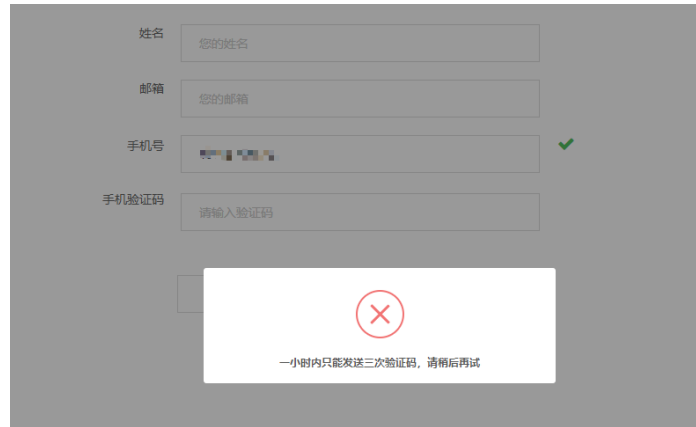 姓名
您的姓名
邮箱
您的邮箱
手机号
手机验证码
请输入验证码
一小时内只能发送三次验证码，请稍后再试